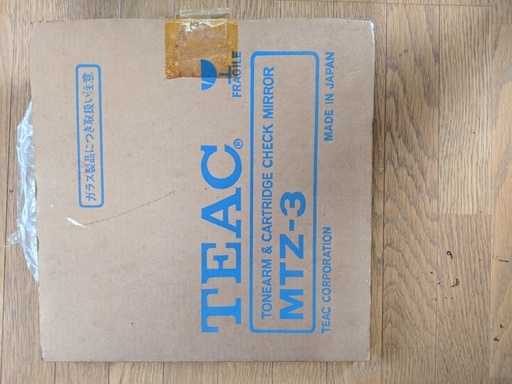 ガラス製品につき取扱い注意
FRAGILE
TEAC®
TONEARM & CARTRIDGE CHECK MIRROR
MTZ-3
TEAC CORPORATION MADE IN JAPAN